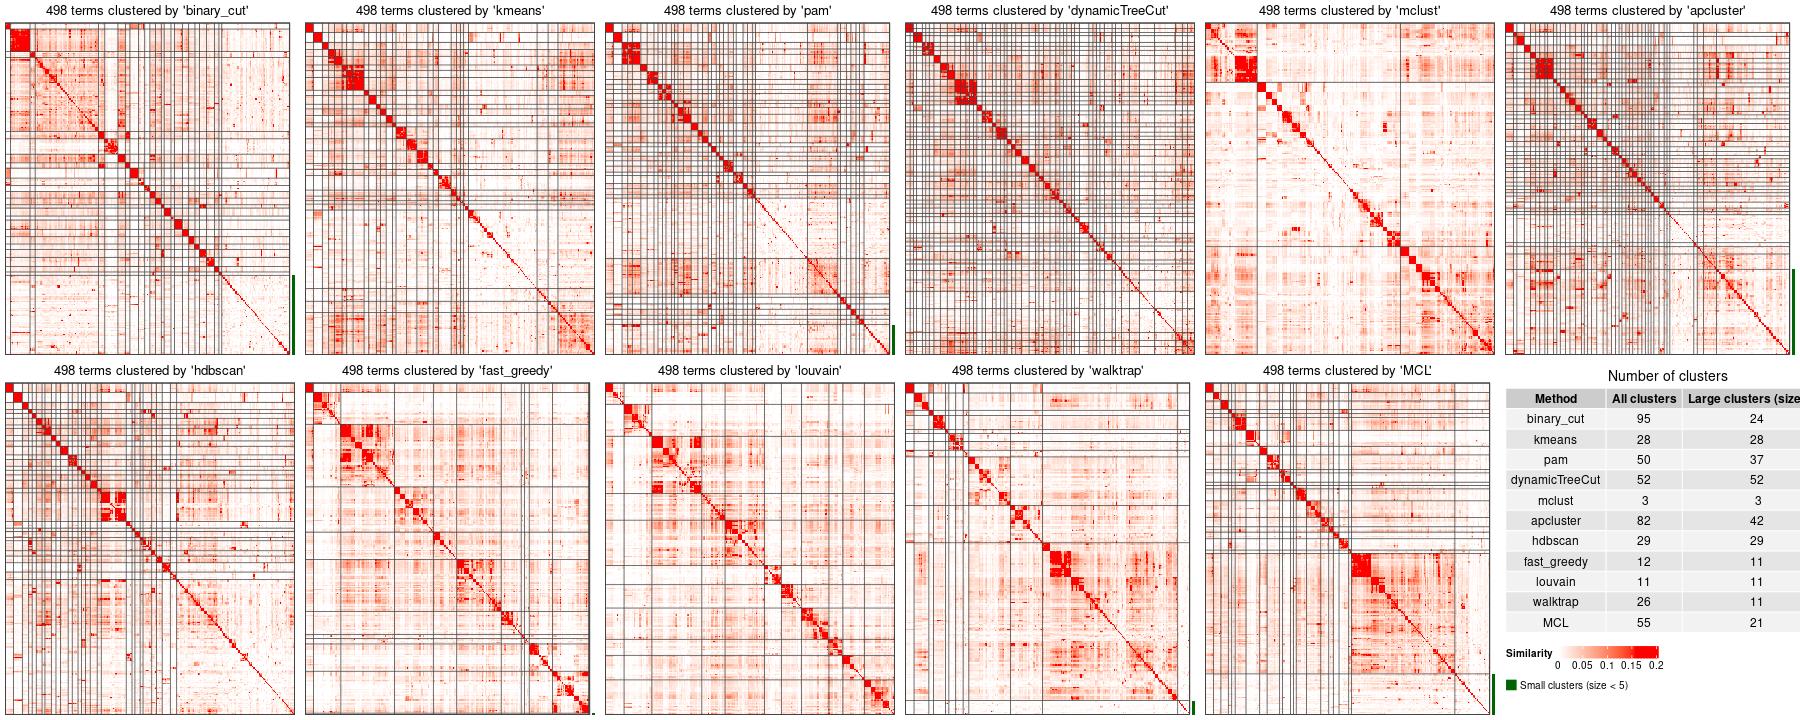 498 terms clustered by 'binary_cut'
498 terms clustered by 'kmeans'
498 terms clustered by 'pam'
498 terms clustered by 'dynamicTreeCut'
498 terms clustered by 'mclust'
498 terms clustered by 'apcluster'
498 terms clustered by 'hdbscan'
498 terms clustered by 'fast_greedy'
498 terms clustered by 'louvain'
498 terms clustered by 'walktrap'
498 terms clustered by 'MCL'
Number of clusters
Method All clusters Large clusters (size
binary_cut 95 24
kmeans 28 28
pam 50 37
dynamicTreeCut 52 52
mclust 3 3
apcluster 82 42
hdbscan 29 29
fast_greedy 12 11
louvain 11 11
walktrap 26 11
MCL 55 21
Similarity
0 0.05 0.1 0.15 0.2
Small clusters (size < 5)